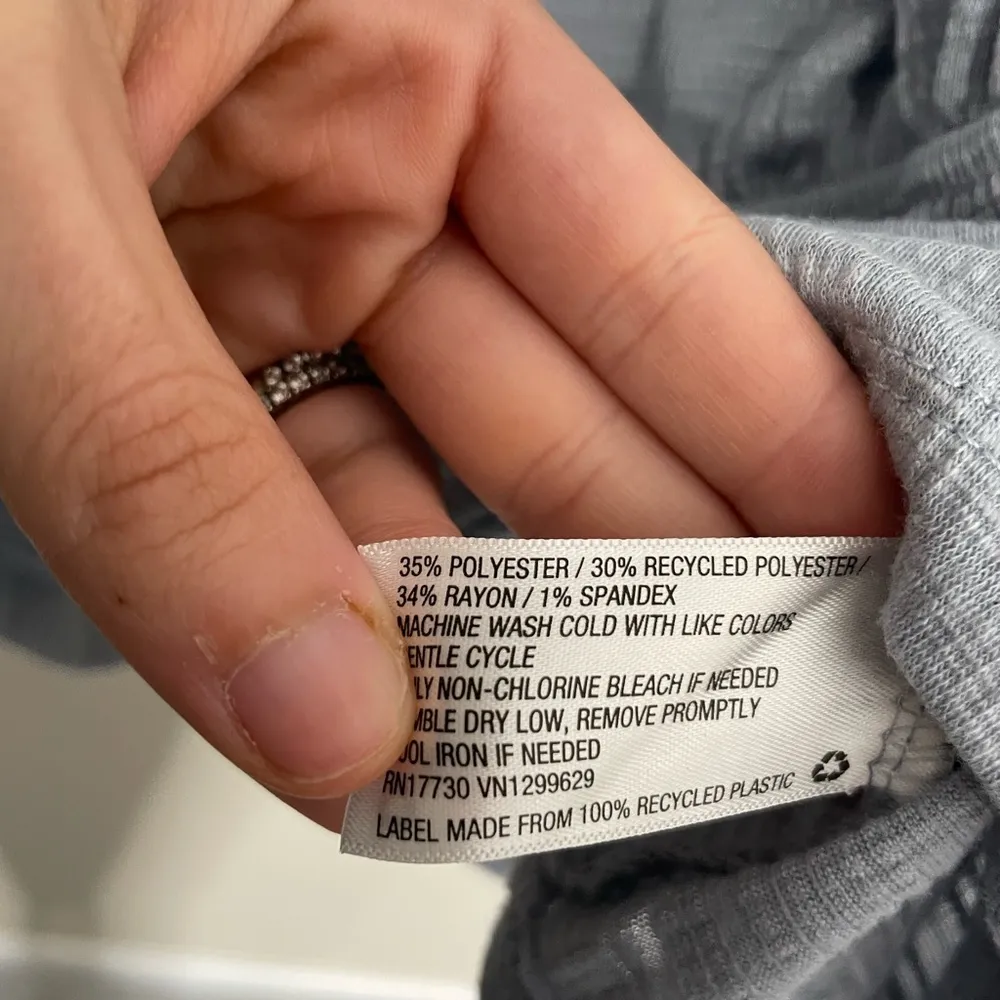 35% POLYESTER / 30% RECYCLED POLYESTER /
34% RAYON / 1% SPANDEX
MACHINE WASH COLD WITH LIKE COLORS
ENTLE CYCLE
LY NON-CHLORINE BLEACH IF NEEDED
MBLE DRY LOW, REMOVE PROMPTLY
OOL IRON IF NEEDED
RN17730 VN1299629
LABEL MADE FROM 100% RECYCLED PLASTIC